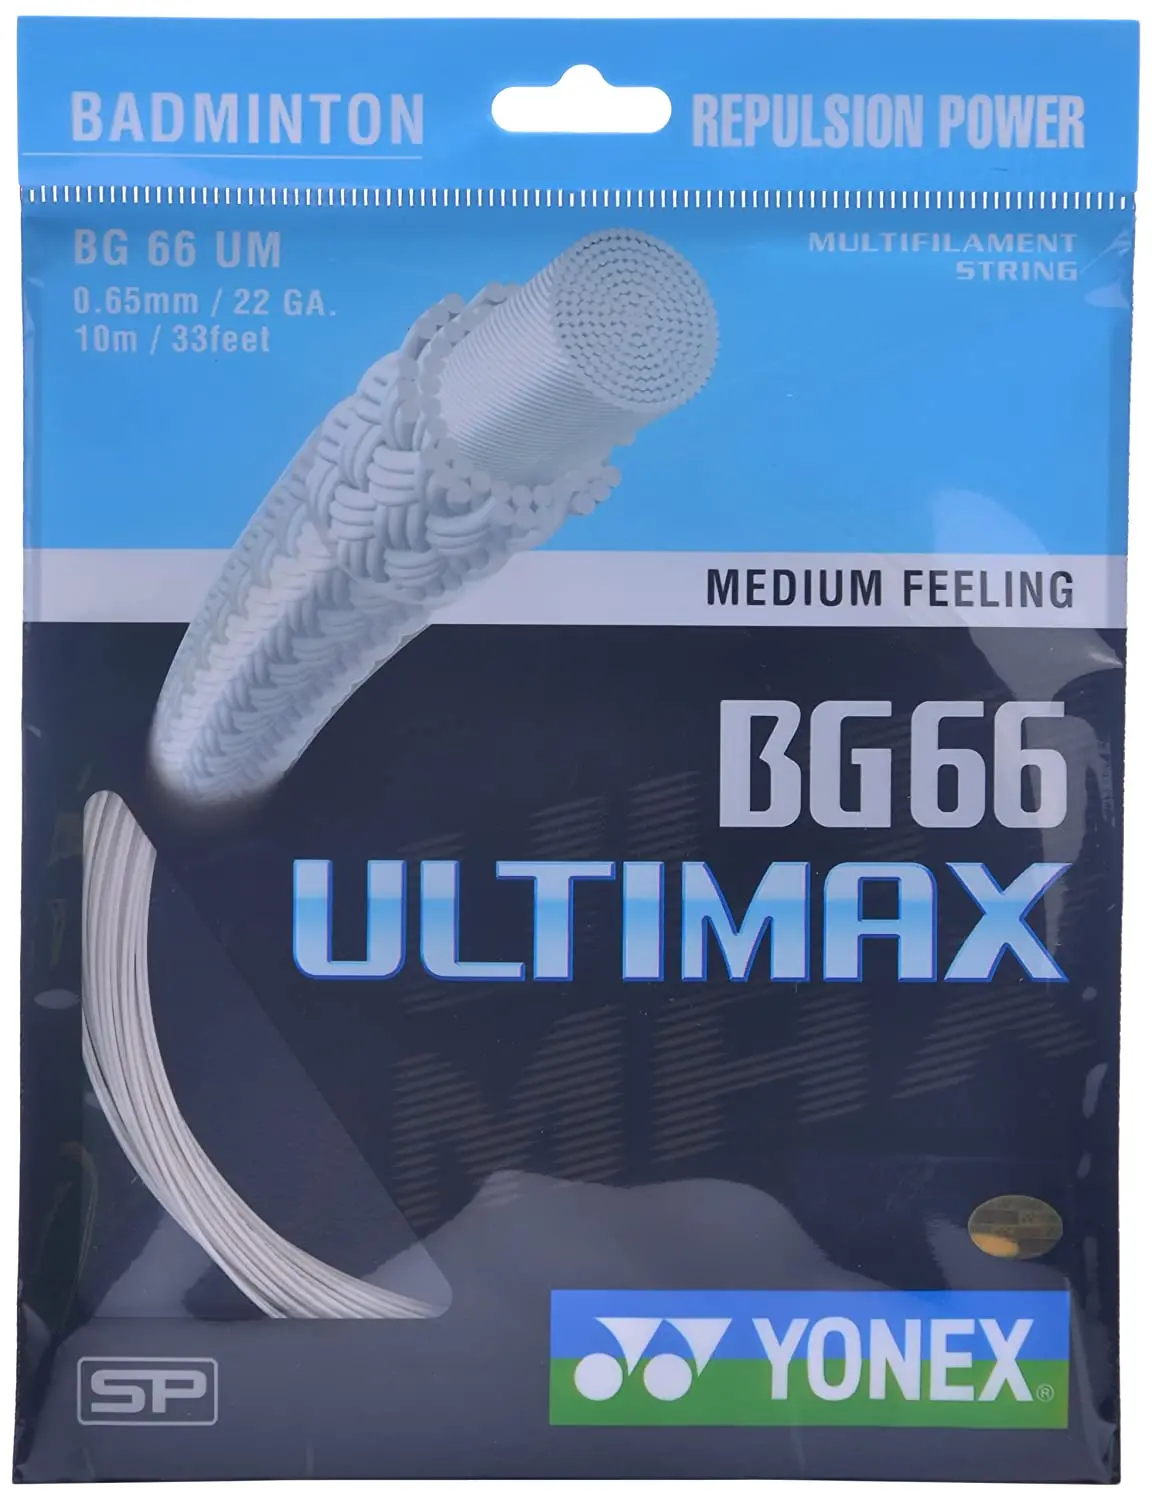 BADMINTON
REPULSION POWER
BG 66 UM
0.65mm / 22 GA.
10m / 33feet
MULTIFILAMENT
STRING
MEDIUM FEELING
BG66
ULTIMAX
YONEX®
SP